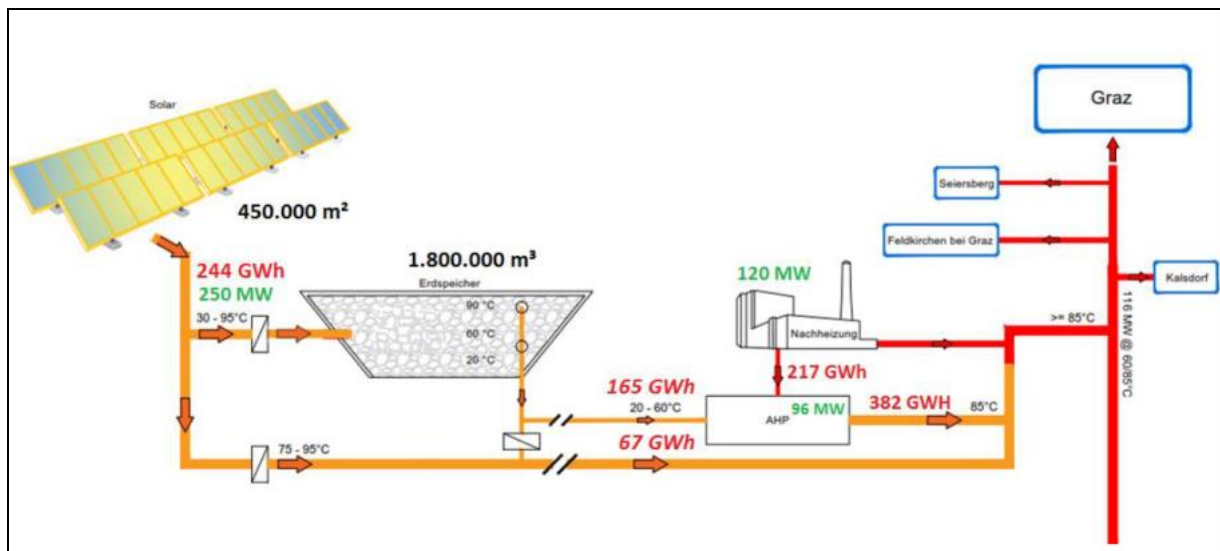 Solar
450.000 m²
244 GWh
250 MW
30 - 95°C
1.800.000 m³
Erdspeicher
90 °C
60 °C
20 °C
75 - 95°C
165 GWh
20 - 60°C
67 GWh
120 MW
Nachheizung
217 GWh
AHP
96 MW
382 GWH
85°C
>= 85°C
116 MW @ 60/85°C
Graz
Seiersberg
Feldkirchen bei Graz
Kalsdorf